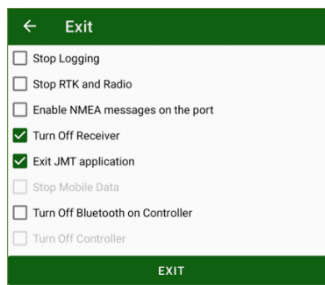 Exit
Stop Logging
Stop RTK and Radio
Enable NMEA messages on the port
Turn Off Receiver
Exit JMT application
Stop Mobile Data
Turn Off Bluetooth on Controller
Turn Off Controller
EXIT